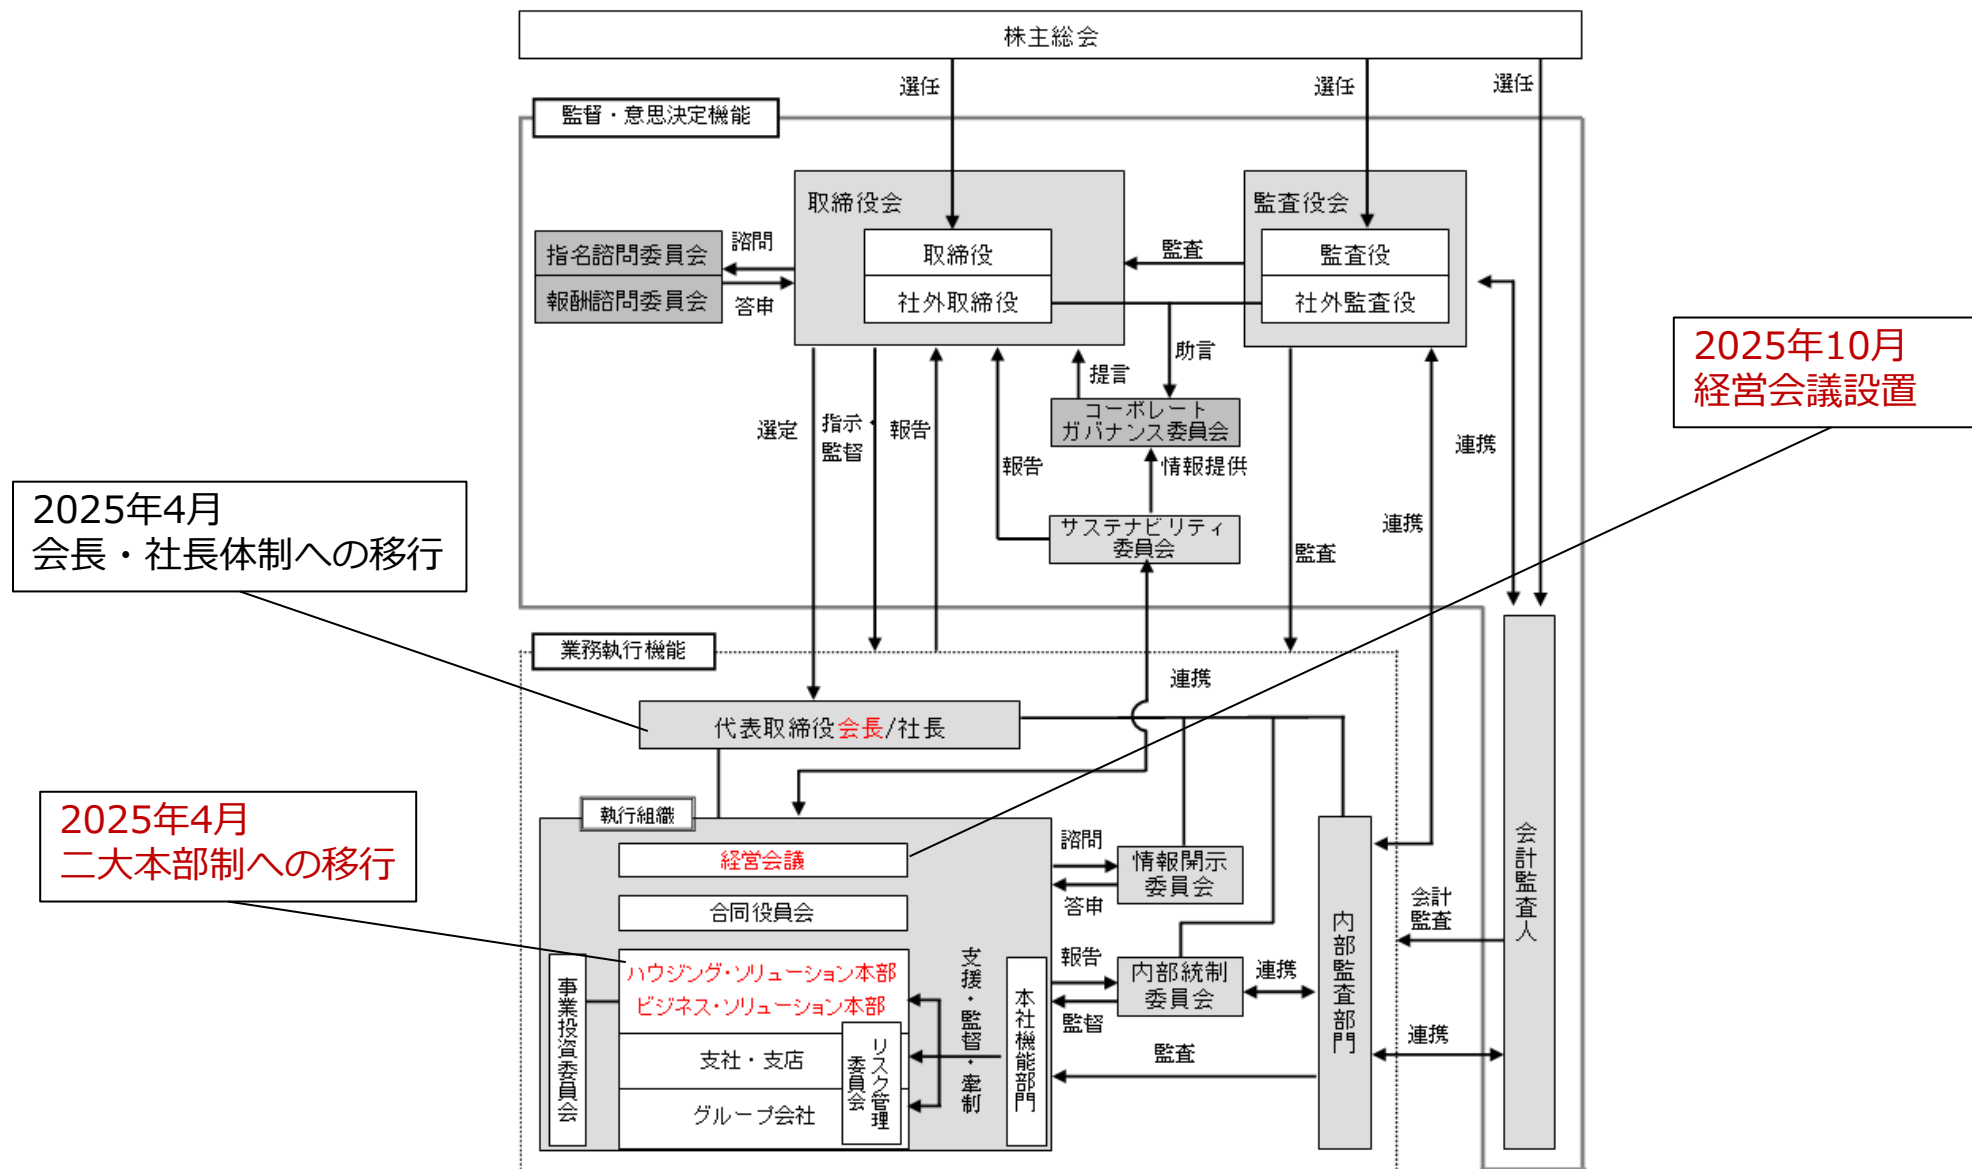 株主総会
選任
選任
選任
監督・意思決定機能
取締役会
監査役会
指名諮問委員会
報酬諮問委員会
諮問
答申
取締役
社外取締役
監査
監査役
社外監査役
2025年10月
経営会議設置
助言
提言
コーポレート
ガバナンス委員会
選定
指示・
監督
報告
報告
情報提供
連携
連携
2025年4月
会長・社長体制への移行
サステナビリティ
委員会
監査
業務執行機能
連携
代表取締役会長/社長
2025年4月
二大本部制への移行
執行組織
経営会議
合同役員会
諮問
答申
情報開示
委員会
会計
監査
会計監査人
内部監査部門
ハウジング・ソリューション本部
ビジネス・ソリューション本部
支社・支店
グループ会社
事業投資委員会
リスク管理
委員会
支援・監督・牽制
本社機能部門
報告
監督
内部統制
委員会
連携
監査
連携